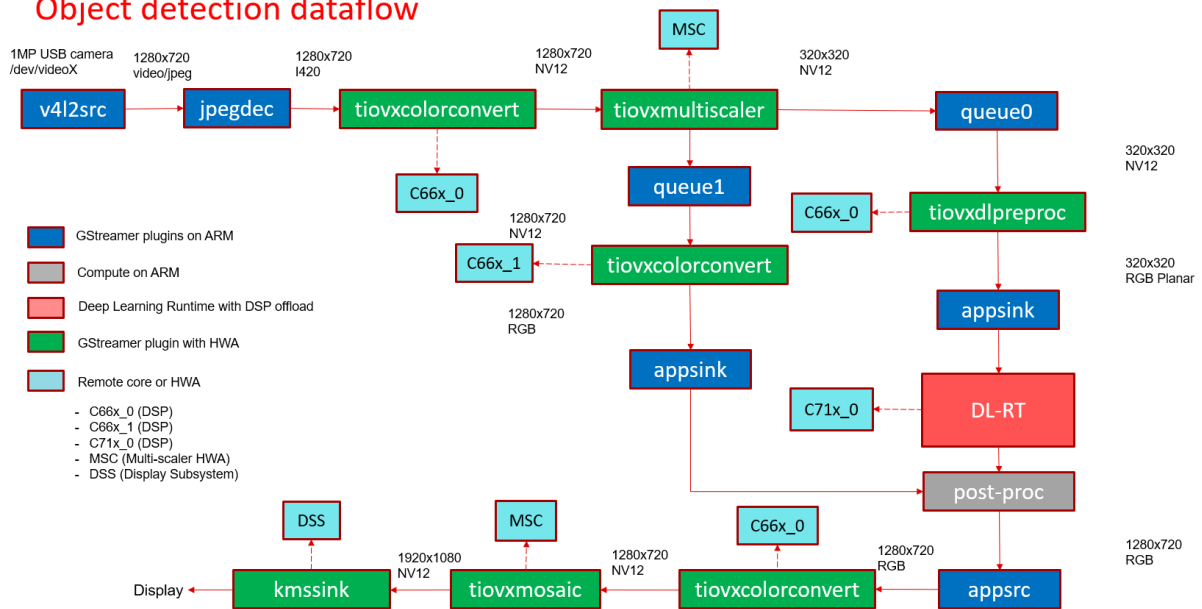 Object detection dataflow
1MP USB camera
/dev/videoX
1280x720
video/jpeg
1280x720
I420
1280x720
NV12
MSC
320x320
NV12
v4l2src
jpegdec
tiovxcolorconvert
tiovxmultiscaler
queue0
320x320
NV12
C66x_0
queue1
C66x_0
tiovxdlpreproc
1280x720
NV12
C66x_1
tiovxcolorconvert
320x320
RGB Planar
1280x720
RGB
appsink
appsink
GStreamer plugins on ARM
Compute on ARM
Deep Learning Runtime with DSP offload
GStreamer plugin with HWA
Remote core or HWA
- C66x_0 (DSP)
- C66x_1 (DSP)
- C71x_0 (DSP)
- MSC (Multi-scaler HWA)
- DSS (Display Subsystem)
C71x_0
DL-RT
post-proc
DSS
MSC
C66x_0
1280x720
RGB
1920x1080
NV12
1280x720
NV12
1280x720
RGB
Display
kmssink
tiovxmosaic
tiovxcolorconvert
appsrc